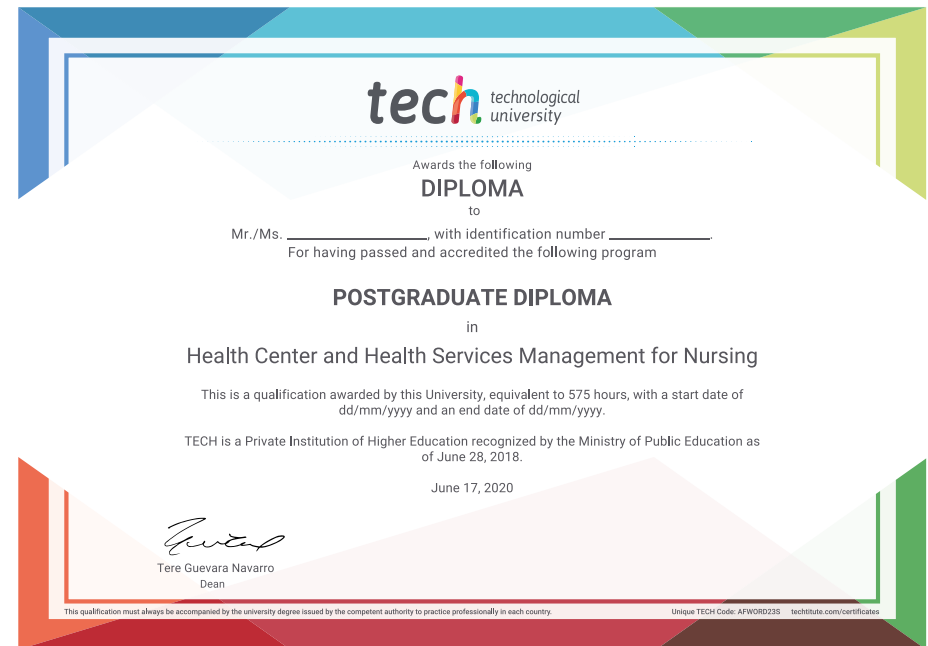 tech technological
university
Awards the following
DIPLOMA
to
Mr./Ms. ____________________, with identification number ______________.
For having passed and accredited the following program
POSTGRADUATE DIPLOMA
in
Health Center and Health Services Management for Nursing
This is a qualification awarded by this University, equivalent to 575 hours, with a start date of
dd/mm/yyyy and an end date of dd/mm/yyyy.
TECH is a Private Institution of Higher Education recognized by the Ministry of Public Education as
of June 28, 2018.
June 17, 2020
Tere Guevara Navarro
Dean
This qualification must always be accompanied by the university degree issued by the competent authority to practice professionally in each country.
Unique TECH Code: AFWORD23S techtitute.com/certificates